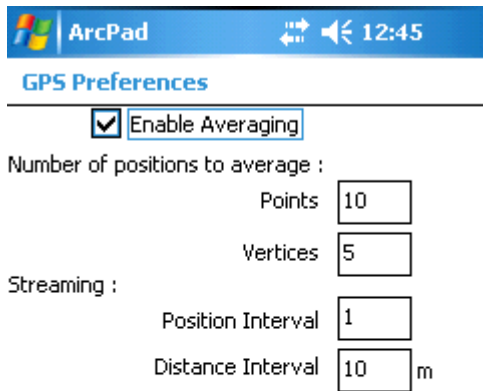 ArcPad 12:45
GPS Preferences
Enable Averaging
Number of positions to average :
Points 10
Vertices 5
Streaming :
Position Interval 1
Distance Interval 10 m